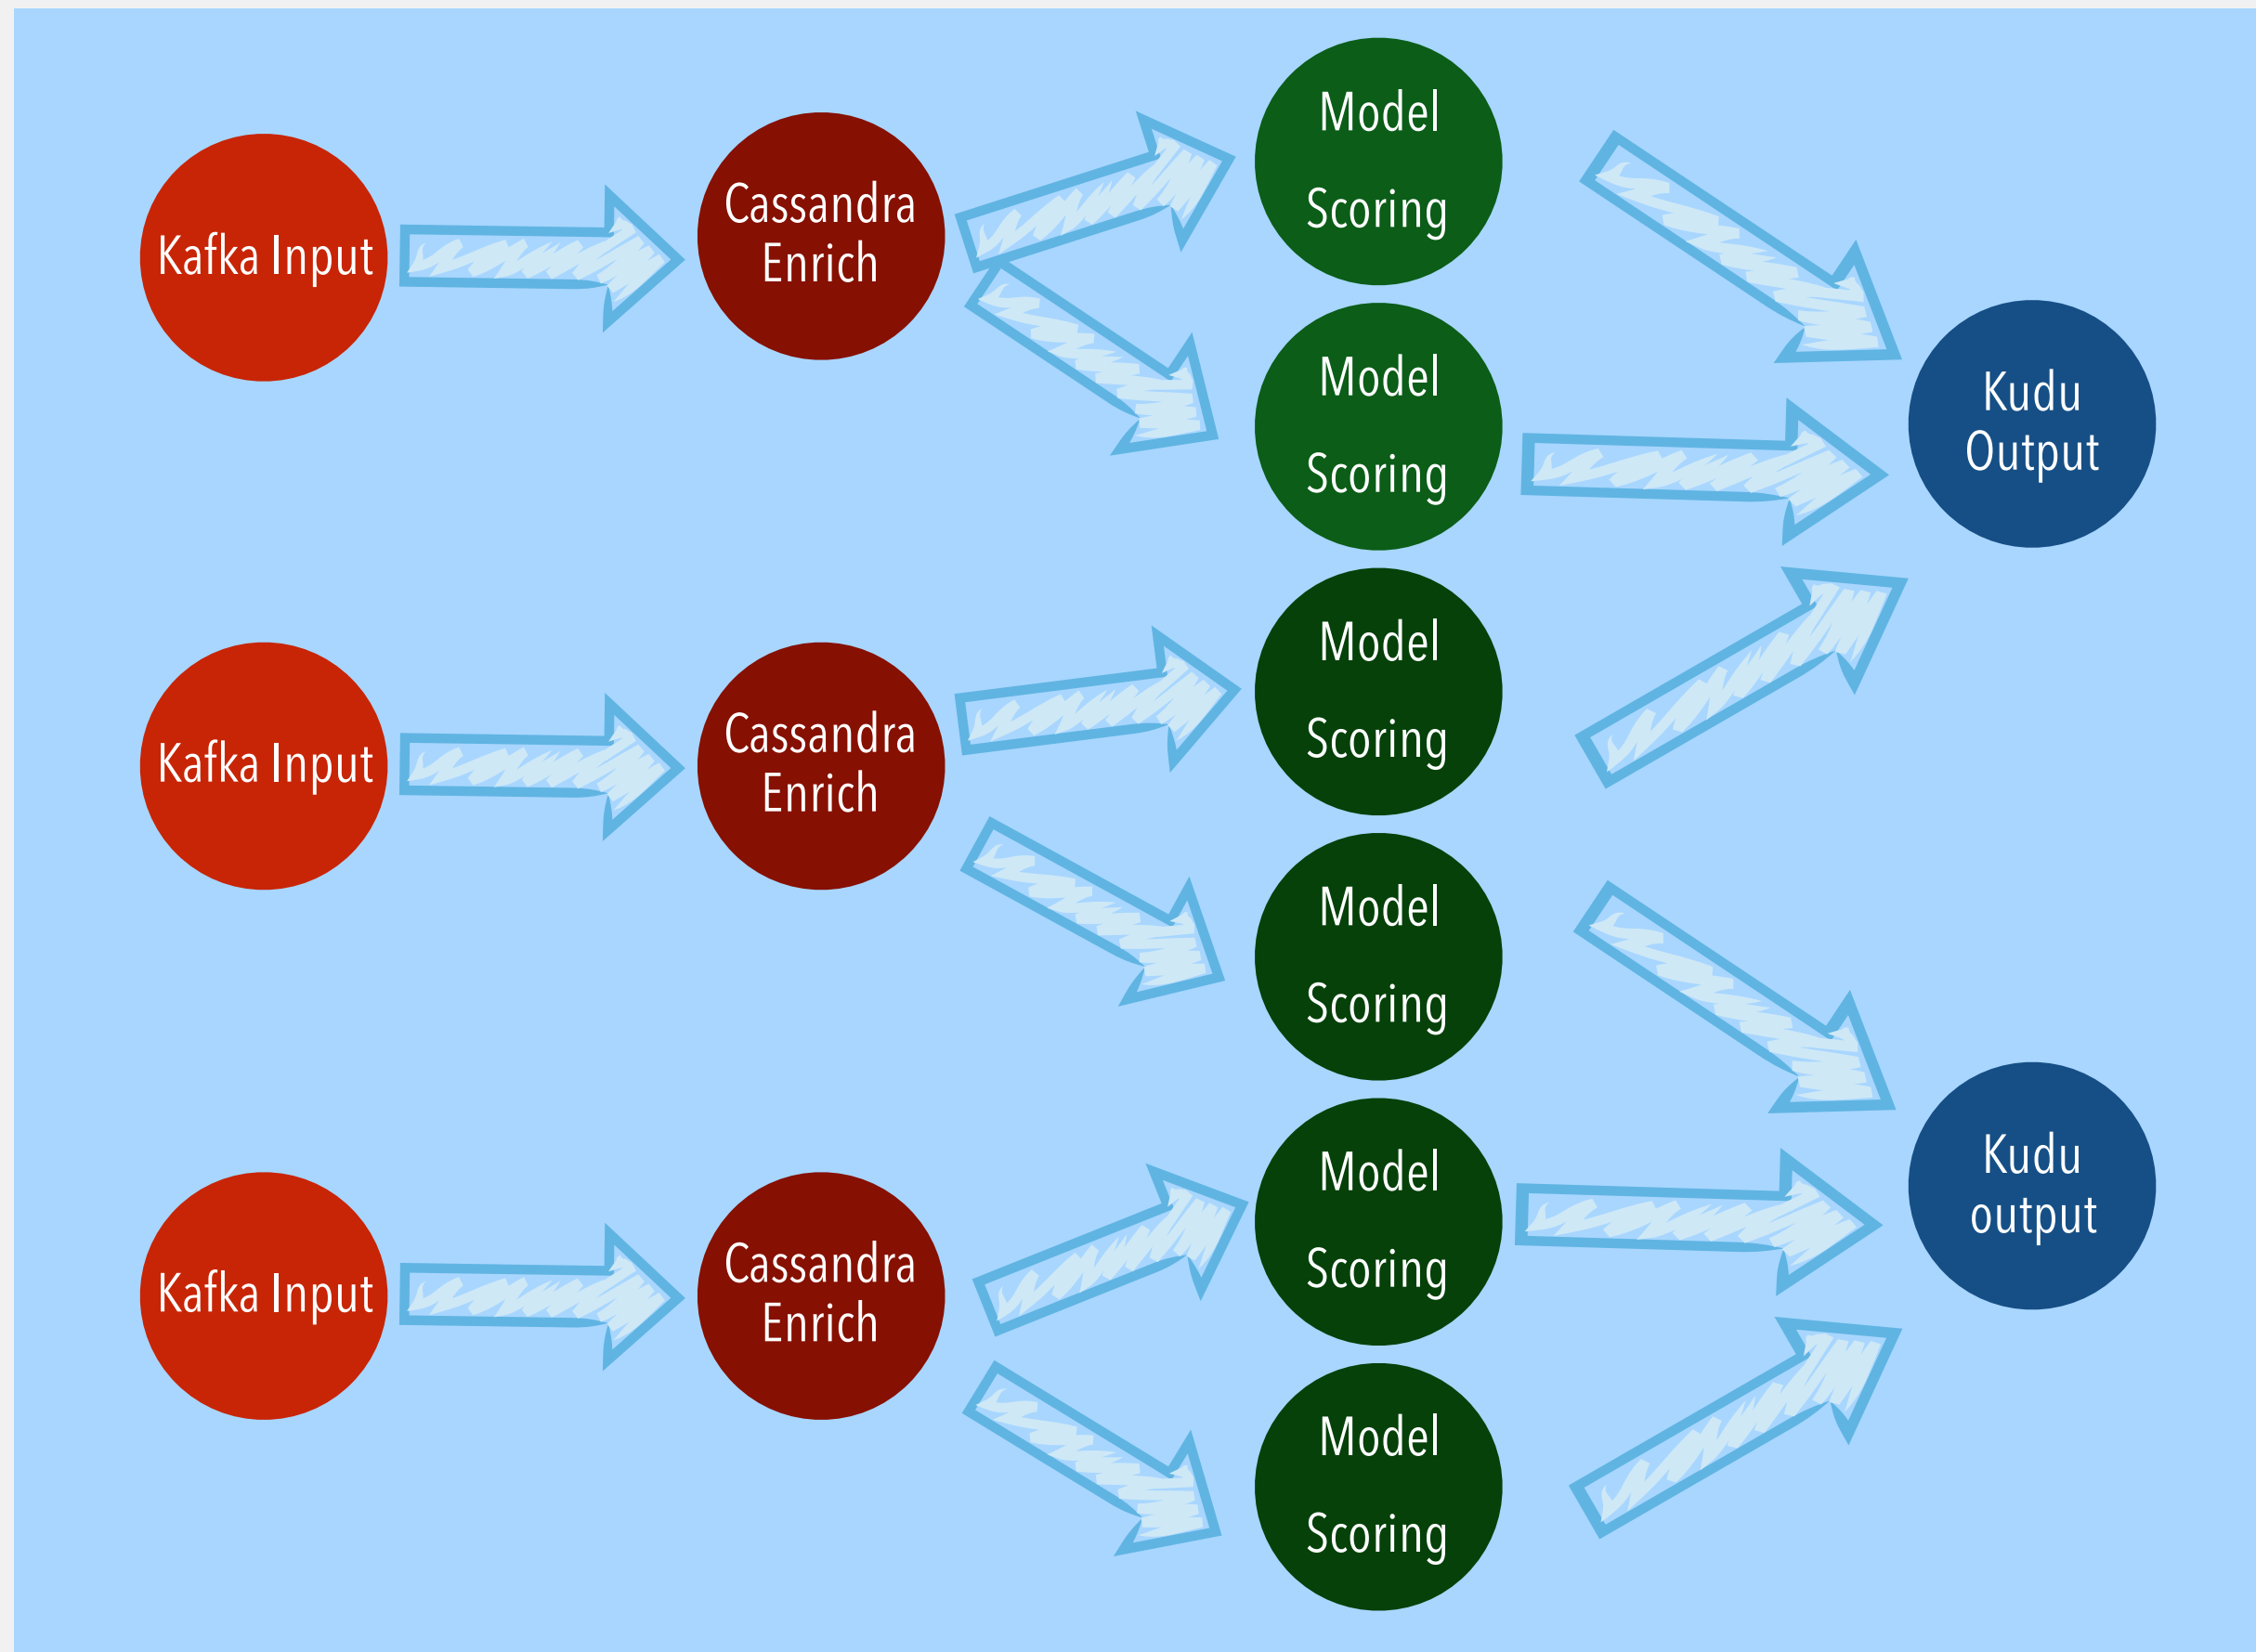 Kafka Input
Cassandra
Enrich
Model
Scoring
Model
Scoring
Kudu
Output
Kafka Input
Cassandra
Enrich
Model
Scoring
Model
Scoring
Kafka Input
Cassandra
Enrich
Model
Scoring
Model
Scoring
Kudu
output